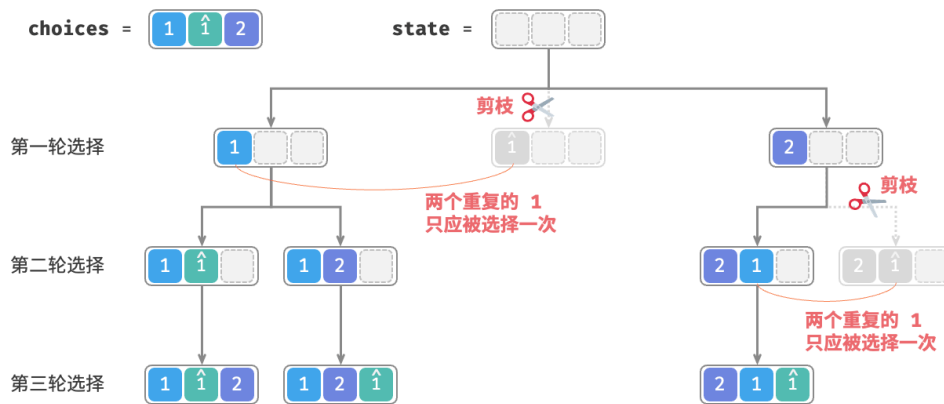 choices = 1 1̂ 2
state =
剪枝
第一轮选择
1
1̂
2
两个重复的 1
只应被选择一次
剪枝
第二轮选择
1 1̂
1 2
2 1
2 1̂
两个重复的 1
只应被选择一次
第三轮选择
1 1̂ 2
1 2 1̂
2 1 1̂